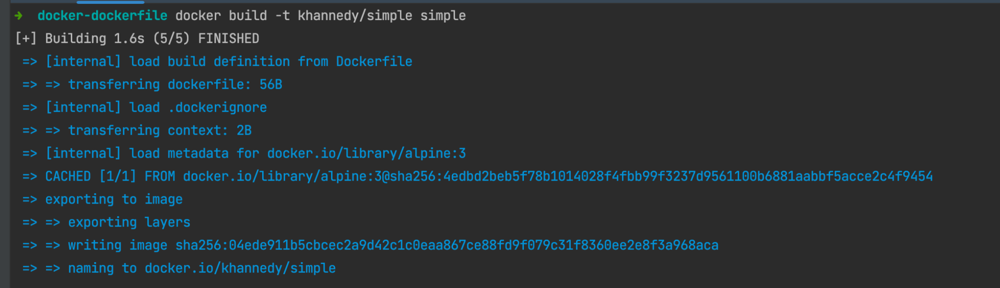 ➜  docker-dockerfile docker build -t khannedy/simple simple
[+] Building 1.6s (5/5) FINISHED
=> [internal] load build definition from Dockerfile
=> => transferring dockerfile: 56B
=> [internal] load .dockerignore
=> => transferring context: 2B
=> [internal] load metadata for docker.io/library/alpine:3
=> CACHED [1/1] FROM docker.io/library/alpine:3@sha256:4edbd2beb5f78b1014028f4fbb99f3237d9561100b6881aabbf5acce2c4f9454
=> exporting to image
=> => exporting layers
=> => writing image sha256:04ede911b5cbcec2a9d42c1c0eaa867ce88fd9f079c31f8360ee2e8f3a968aca
=> => naming to docker.io/khannedy/simple